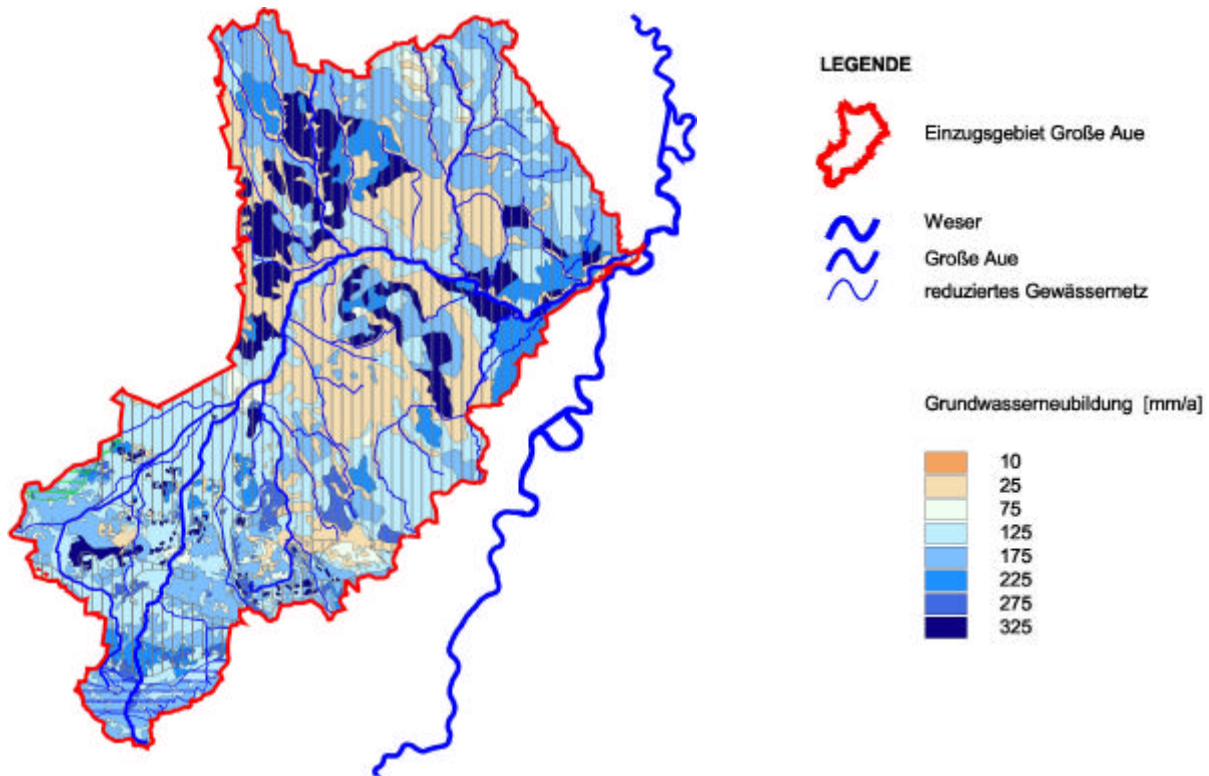 LEGENDE
Einzugsgebiet Große Aue
Weser
Große Aue
reduziertes Gewässernetz
Grundwasserneubildung [mm/a]
10
25
75
125
175
225
275
325